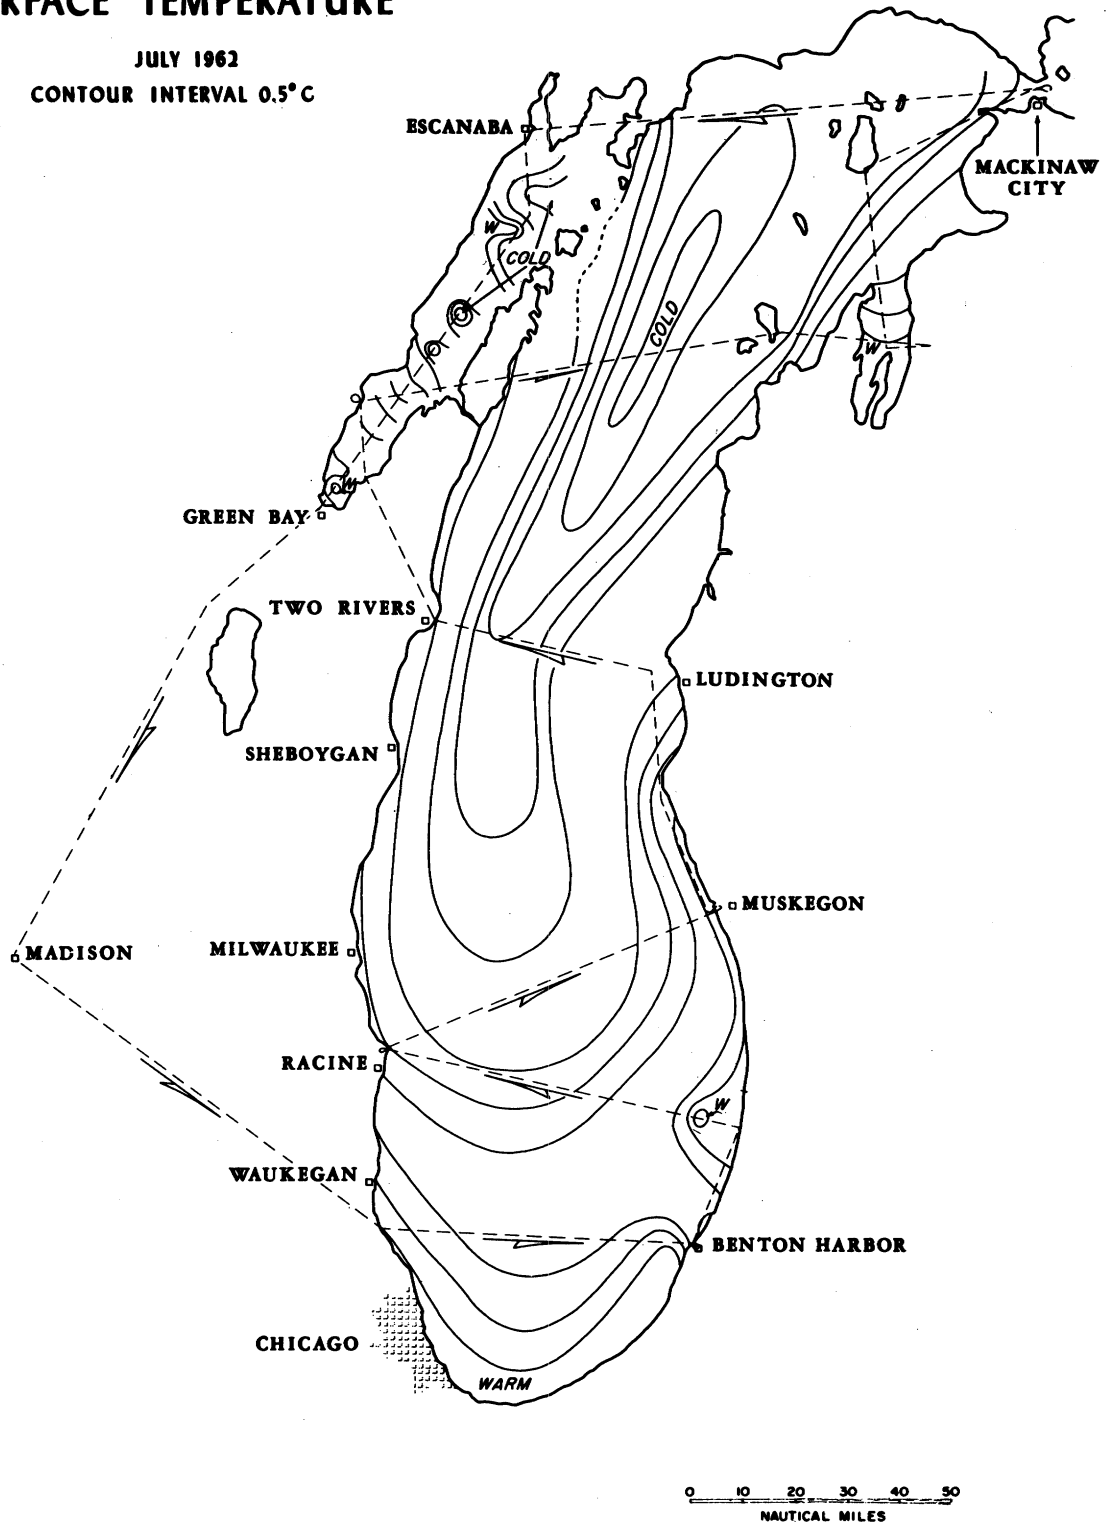 RFACE TEMPERATURE
JULY 1962
CONTOUR INTERVAL 0.5° C
ESCANABA
MACKINAW
CITY
W
COLD
COLD
W
W
GREEN BAY
TWO RIVERS
LUDINGTON
SHEBOYGAN
MUSKEGON
MADISON
MILWAUKEE
RACINE
W
WAUKEGAN
BENTON HARBOR
CHICAGO
WARM
0 10 20 30 40 50
NAUTICAL MILES